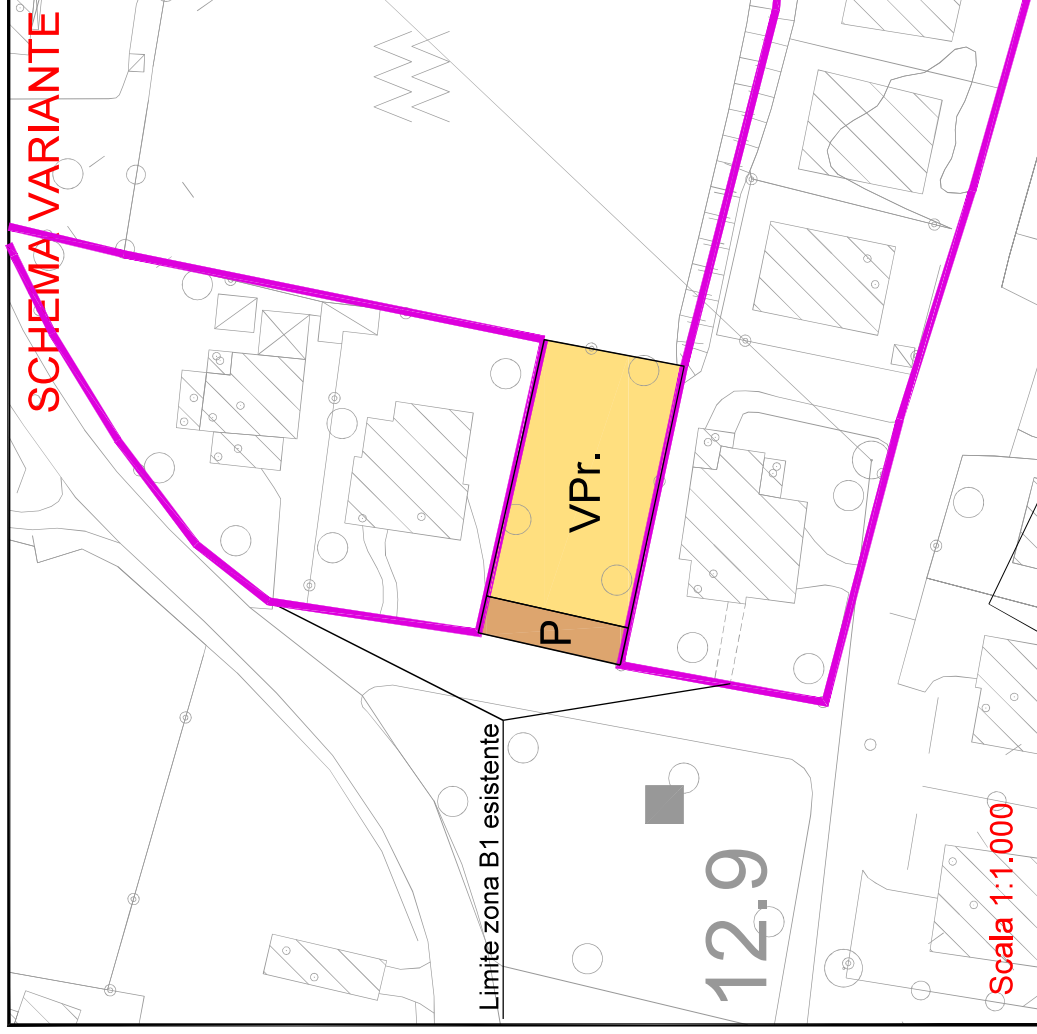 SCHEMA VARIANTE
VPr.
P
Limite zona B1 esistente
12.9
Scala 1:1.000